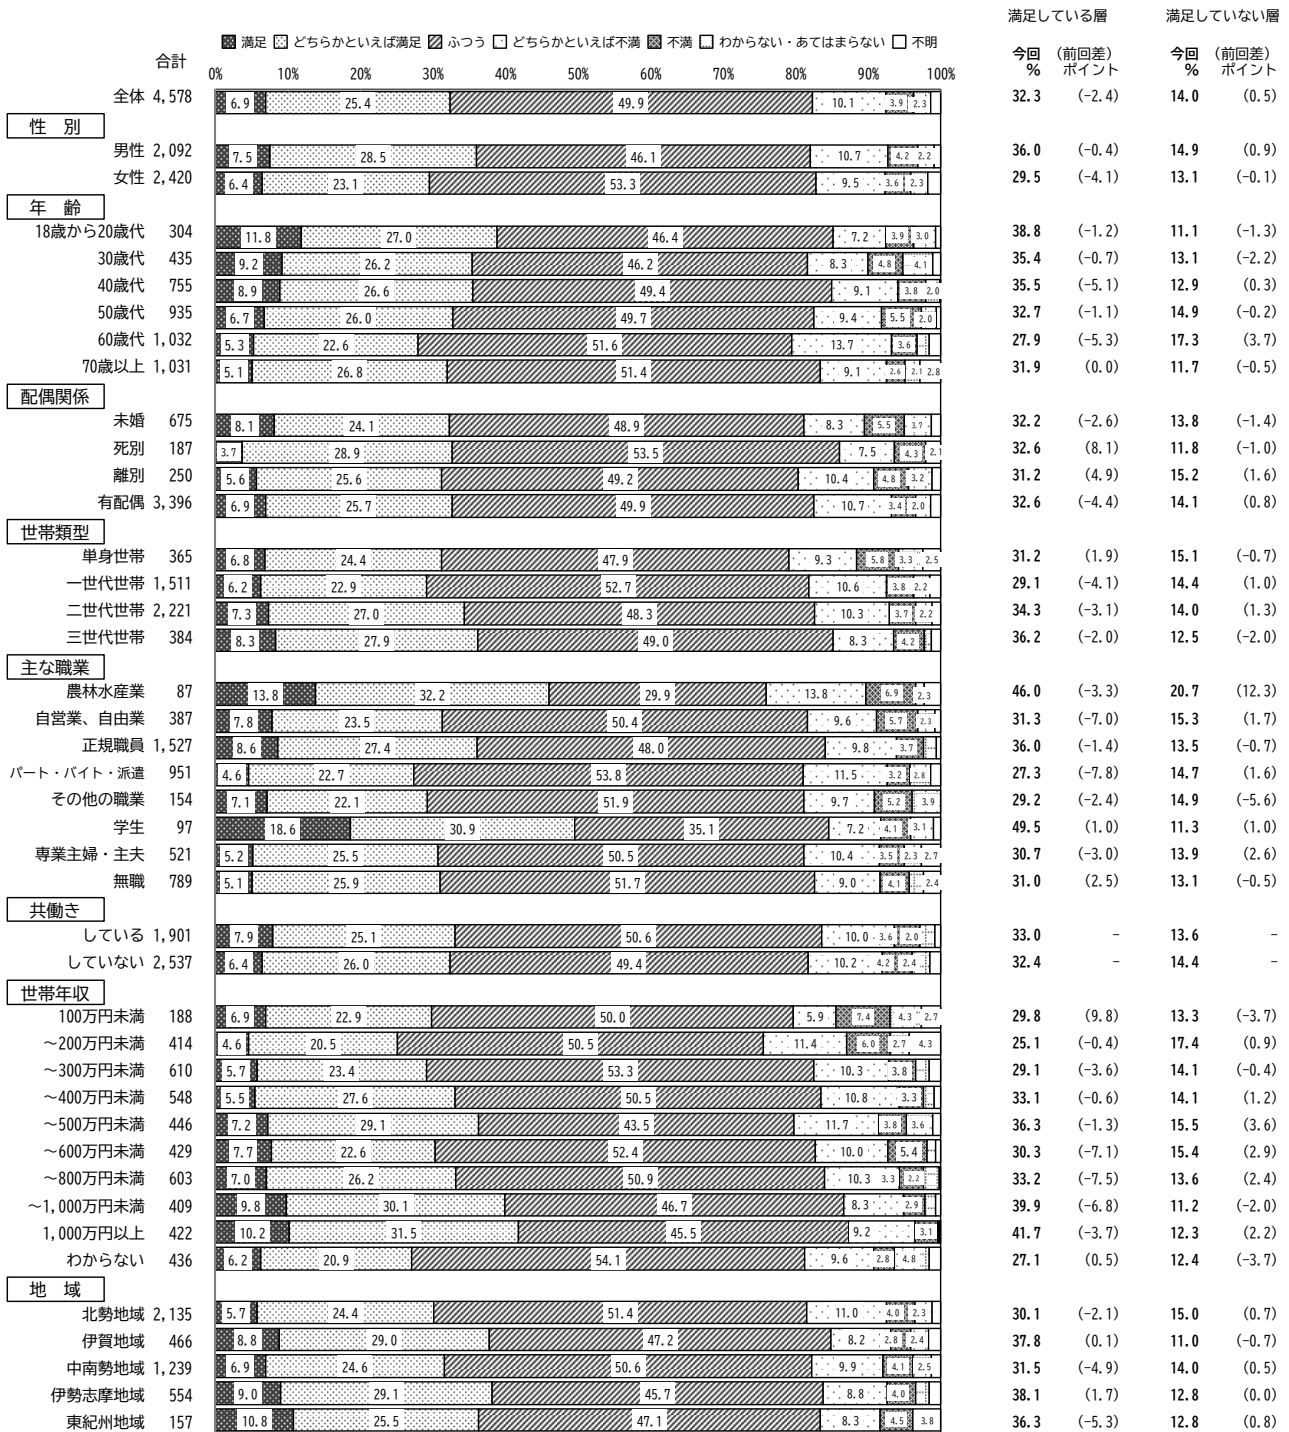 満足している層 満足していない層
満足 どちらかといえば満足 ふつう どちらかといえば不満 不満 わからない・あてはまらない 不明
合計 0% 10% 20% 30% 40% 50% 60% 70% 80% 90% 100% 今回 % (前回差) ポイント 今回 % (前回差) ポイント
全体 4,578 6.9 25.4 49.9 10.1 3.9 2.3 32.3 (-2.4) 14.0 (0.5)
性 別
男性 2,092 7.5 28.5 46.1 10.7 4.2 2.2 36.0 (-0.4) 14.9 (0.9)
女性 2,420 6.4 23.1 53.3 9.5 3.6 2.3 29.5 (-4.1) 13.1 (-0.1)
年 齢
18歳から20歳代 304 11.8 27.0 46.4 7.2 3.9 3.0 38.8 (-1.2) 11.1 (-1.3)
30歳代 435 9.2 26.2 46.2 8.3 4.8 4.1 35.4 (-0.7) 13.1 (-2.2)
40歳代 755 8.9 26.6 49.4 9.1 3.8 2.0 35.5 (-5.1) 12.9 (0.3)
50歳代 935 6.7 26.0 49.7 9.4 5.5 2.0 32.7 (-1.1) 14.9 (-0.2)
60歳代 1,032 5.3 22.6 51.6 13.7 3.6 27.9 (-5.3) 17.3 (3.7)
70歳以上 1,031 5.1 26.8 51.4 9.1 2.6 2.1 2.8 31.9 (0.0) 11.7 (-0.5)
配偶関係
未婚 675 8.1 24.1 48.9 8.3 5.5 3.7 32.2 (-2.6) 13.8 (-1.4)
死別 187 3.7 28.9 53.5 7.5 4.3 2.1 32.6 (8.1) 11.8 (-1.0)
離別 250 5.6 25.6 49.2 10.4 4.8 3.2 31.2 (4.9) 15.2 (1.6)
有配偶 3,396 6.9 25.7 49.9 10.7 3.4 2.0 32.6 (-4.4) 14.1 (0.8)
世帯類型
単身世帯 365 6.8 24.4 47.9 9.3 5.8 3.3 2.5 31.2 (1.9) 15.1 (-0.7)
一世代世帯 1,511 6.2 22.9 52.7 10.6 3.8 2.2 29.1 (-4.1) 14.4 (1.0)
二世代世帯 2,221 7.3 27.0 48.3 10.3 3.7 2.2 34.3 (-3.1) 14.0 (1.3)
三世代世帯 384 8.3 27.9 49.0 8.3 4.2 36.2 (-2.0) 12.5 (-2.0)
主な職業
農林水産業 87 13.8 32.2 29.9 13.8 6.9 2.3 46.0 (-3.3) 20.7 (12.3)
自営業、自由業 387 7.8 23.5 50.4 9.6 5.7 2.3 31.3 (-7.0) 15.3 (1.7)
正規職員 1,527 8.6 27.4 48.0 9.8 3.7 36.0 (-1.4) 13.5 (-0.7)
パート・バイト・派遣 951 4.6 22.7 53.8 11.5 3.2 2.8 27.3 (-7.8) 14.7 (1.6)
その他の職業 154 7.1 22.1 51.9 9.7 5.2 3.9 29.2 (-2.4) 14.9 (-5.6)
学生 97 18.6 30.9 35.1 7.2 4.1 3.1 49.5 (1.0) 11.3 (1.0)
専業主婦・主夫 521 5.2 25.5 50.5 10.4 3.5 2.3 2.7 30.7 (-3.0) 13.9 (2.6)
無職 789 5.1 25.9 51.7 9.0 4.1 2.4 31.0 (2.5) 13.1 (-0.5)
共働き
している 1,901 7.9 25.1 50.6 10.0 3.6 2.0 33.0 - 13.6 -
していない 2,537 6.4 26.0 49.4 10.2 4.2 2.4 32.4 - 14.4 -
世帯年収
100万円未満 188 6.9 22.9 50.0 5.9 7.4 4.3 2.7 29.8 (9.8) 13.3 (-3.7)
～200万円未満 414 4.6 20.5 50.5 11.4 6.0 2.7 4.3 25.1 (-0.4) 17.4 (0.9)
～300万円未満 610 5.7 23.4 53.3 10.3 3.8 29.1 (-3.6) 14.1 (-0.4)
～400万円未満 548 5.5 27.6 50.5 10.8 3.3 33.1 (-0.6) 14.1 (1.2)
～500万円未満 446 7.2 29.1 43.5 11.7 3.8 3.6 36.3 (-1.3) 15.5 (3.6)
～600万円未満 429 7.7 22.6 52.4 10.0 5.4 30.3 (-7.1) 15.4 (2.9)
～800万円未満 603 7.0 26.2 50.9 10.3 3.3 2.2 33.2 (-7.5) 13.6 (2.4)
～1,000万円未満 409 9.8 30.1 46.7 8.3 2.9 39.9 (-6.8) 11.2 (-2.0)
1,000万円以上 422 10.2 31.5 45.5 9.2 3.1 41.7 (-3.7) 12.3 (2.2)
わからない 436 6.2 20.9 54.1 9.6 2.8 4.8 27.1 (0.5) 12.4 (-3.7)
地 域
北勢地域 2,135 5.7 24.4 51.4 11.0 4.0 2.3 30.1 (-2.1) 15.0 (0.7)
伊賀地域 466 8.8 29.0 47.2 8.2 2.8 2.4 37.8 (0.1) 11.0 (-0.7)
中南勢地域 1,239 6.9 24.6 50.6 9.9 4.1 2.5 31.5 (-4.9) 14.0 (0.5)
伊勢志摩地域 554 9.0 29.1 45.7 8.8 4.0 38.1 (1.7) 12.8 (0.0)
東紀州地域 157 10.8 25.5 47.1 8.3 4.5 3.8 36.3 (-5.3) 12.8 (0.8)